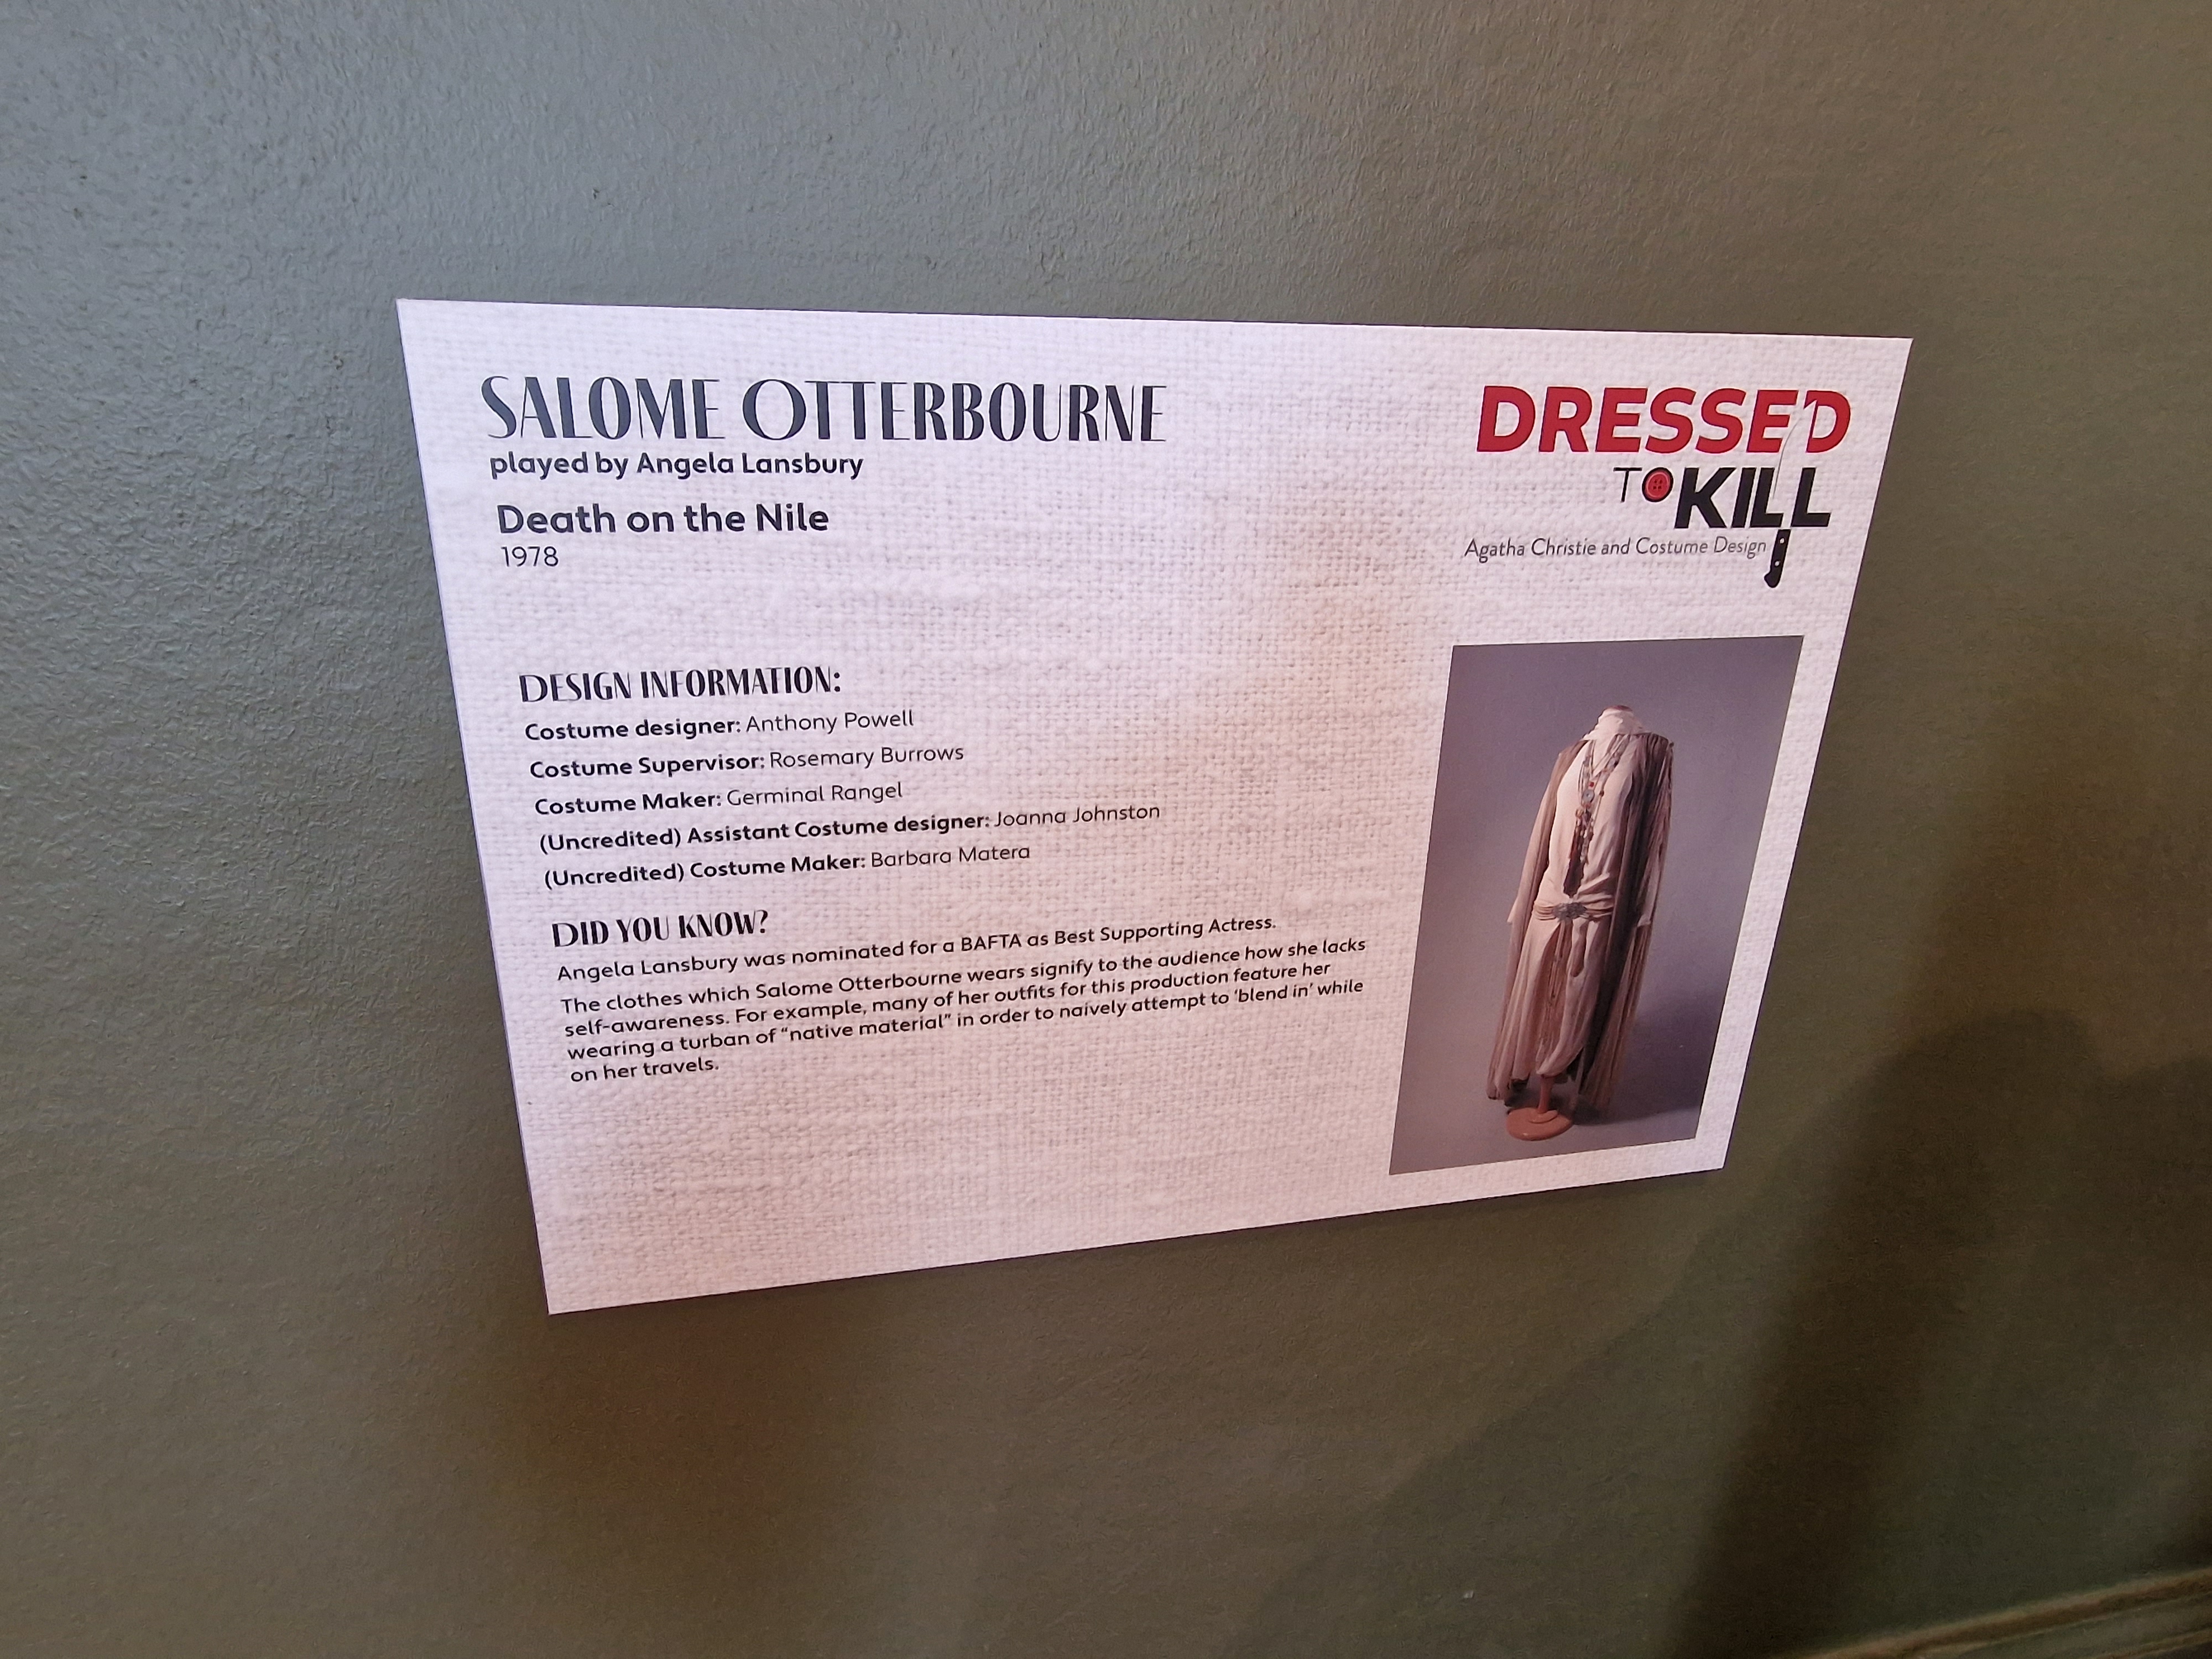 SALOME OTTERBOURNE
played by Angela Lansbury
Death on the Nile
1978
DRESSED
TO KILL
Agatha Christie and Costume Design
DESIGN INFORMATION:
Costume designer: Anthony Powell
Costume Supervisor: Rosemary Burrows
Costume Maker: Germinal Rangel
(Uncredited) Assistant Costume designer: Joanna Johnston
(Uncredited) Costume Maker: Barbara Matera
DID YOU KNOW?
Angela Lansbury was nominated for a BAFTA as Best Supporting Actress.
The clothes which Salome Otterbourne wears signify to the audience how she lacks
self-awareness. For example, many of her outfits for this production feature her
wearing a turban of “native material” in order to naively attempt to ‘blend in’ while
on her travels.